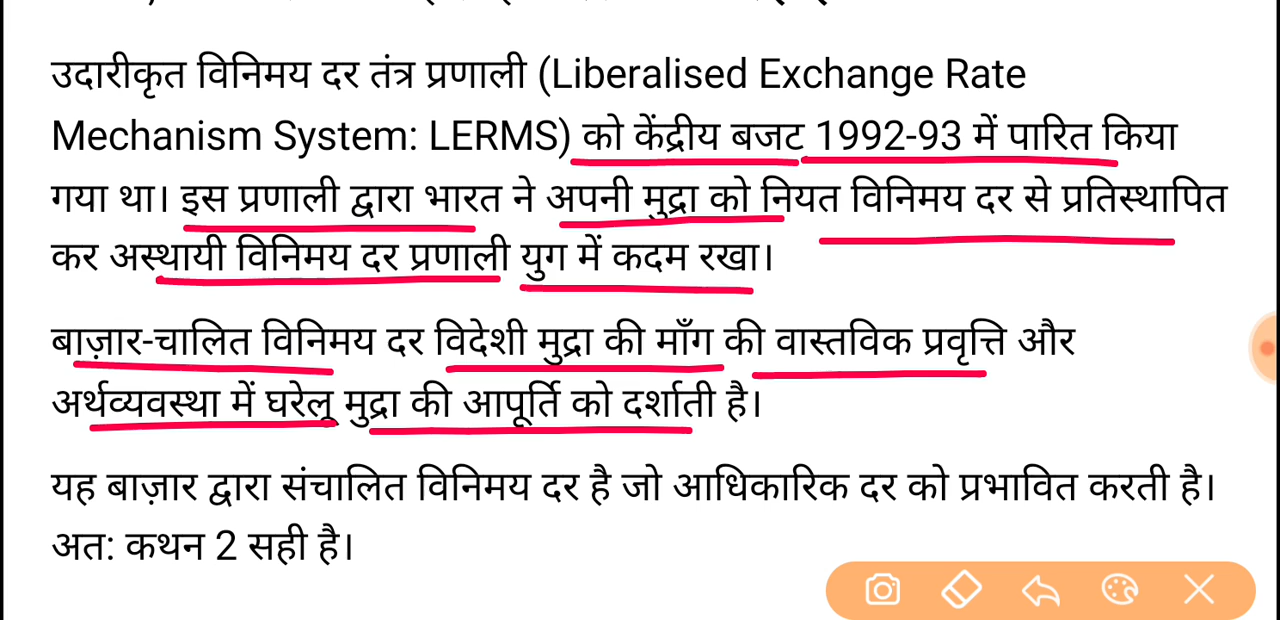 उदारीकृत विनिमय दर तंत्र प्रणाली (Liberalised Exchange Rate
Mechanism System: LERMS) को केंद्रीय बजट 1992-93 में पारित किया
गया था। इस प्रणाली द्वारा भारत ने अपनी मुद्रा को नियत विनिमय दर से प्रतिस्थापित
कर अस्थायी विनिमय दर प्रणाली युग में कदम रखा।
बाज़ार-चालित विनिमय दर विदेशी मुद्रा की माँग की वास्तविक प्रवृत्ति और
अर्थव्यवस्था में घरेलू मुद्रा की आपूर्ति को दर्शाती है।
यह बाज़ार द्वारा संचालित विनिमय दर है जो आधिकारिक दर को प्रभावित करती है।
अत: कथन 2 सही है।